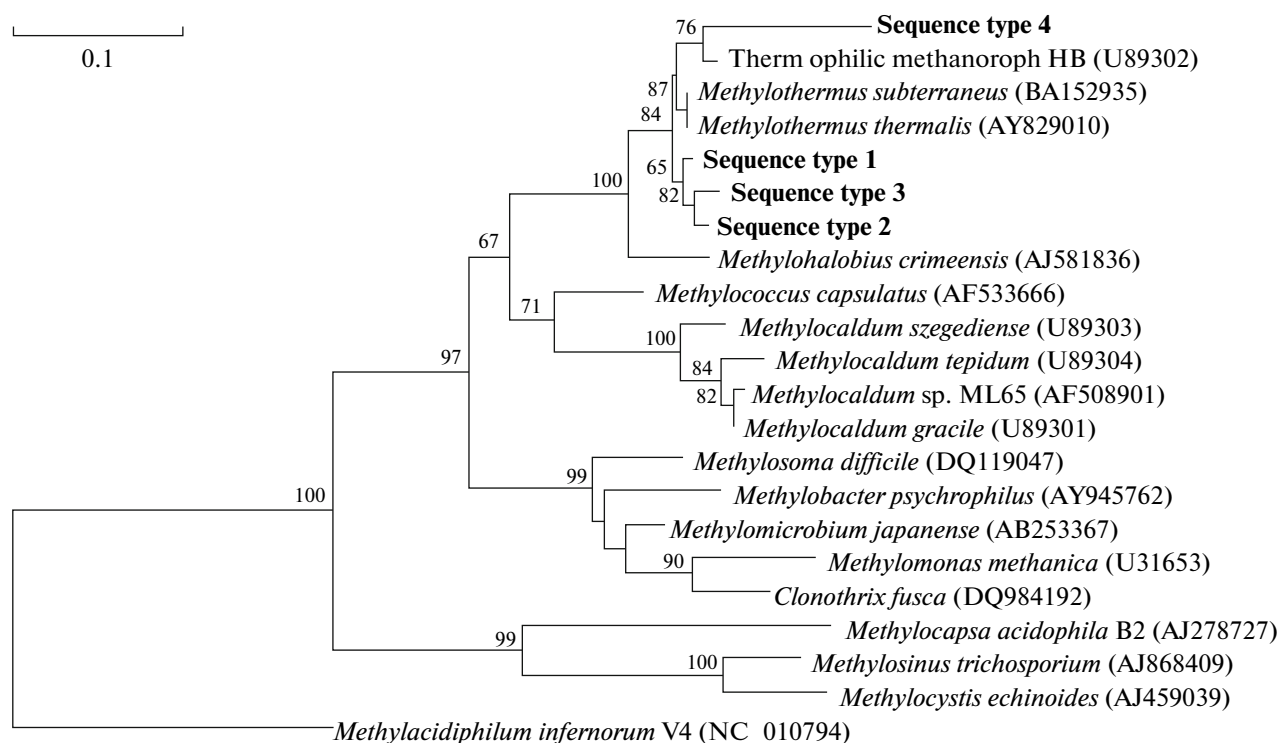 76
Sequence type 4
0.1
Therm ophilic methanoroph HB (U89302)
87
Methylothermus subterraneus (BA152935)
84
Methylothermus thermalis (AY829010)
65
Sequence type 1
100
82
Sequence type 3
Sequence type 2
67
Methylohalobius crimeensis (AJ581836)
71
Methylococcus capsulatus (AF533666)
100
Methylocaldum szegediense (U89303)
97
84
Methylocaldum tepidum (U89304)
82
Methylocaldum sp. ML65 (AF508901)
Methylocaldum gracile (U89301)
99
Methylosoma difficile (DQ119047)
100
Methylobacter psychrophilus (AY945762)
Methylomicrobium japanense (AB253367)
90
Methylomonas methanica (U31653)
Clonothrix fusca (DQ984192)
99
Methylocapsa acidophila B2 (AJ278727)
100
Methylosinus trichosporium (AJ868409)
Methylocystis echinoides (AJ459039)
Methylacidiphilum infernorum V4 (NC 010794)